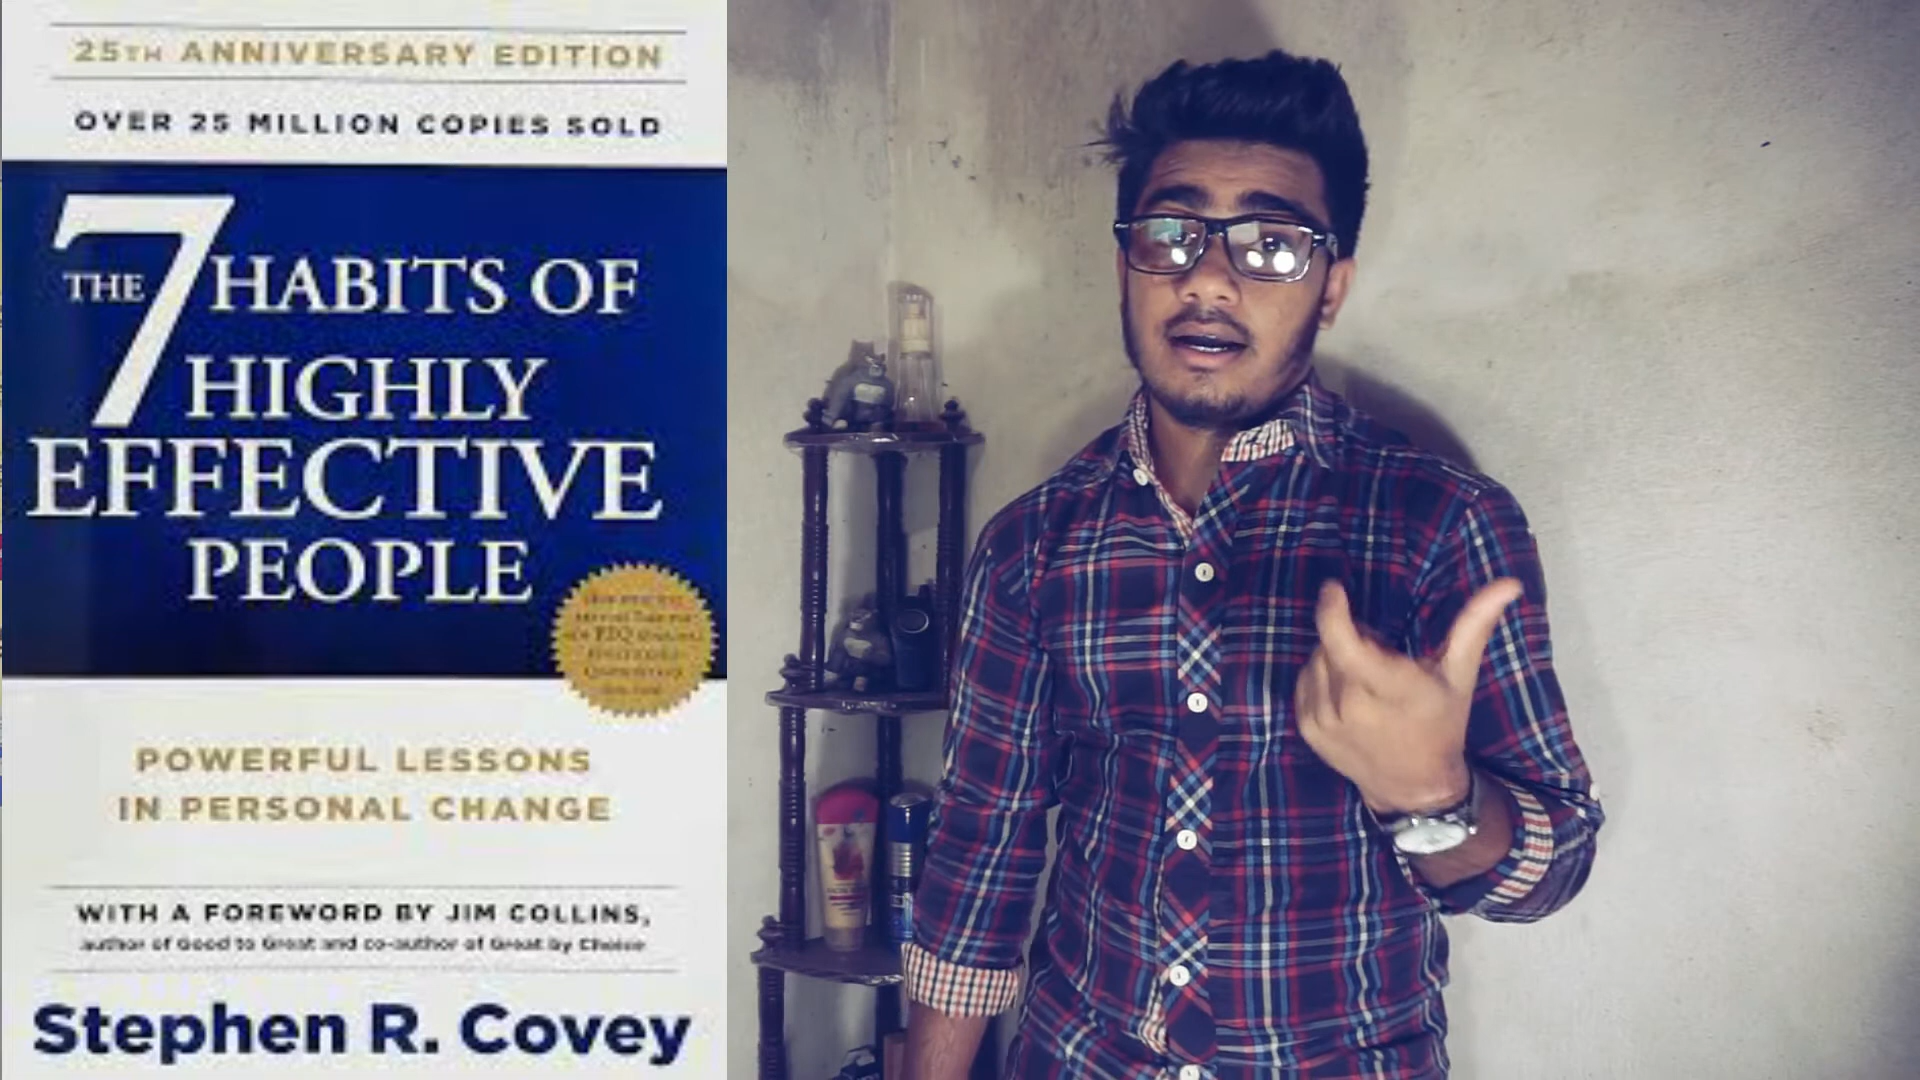 25TH ANNIVERSARY EDITION
OVER 25 MILLION COPIES SOLD
THE 7 HABITS OF
HIGHLY
EFFECTIVE
PEOPLE
POWERFUL LESSONS
IN PERSONAL CHANGE
WITH A FOREWORD BY JIM COLLINS,
author of Good to Great and co-author of Great by Choice
Stephen R. Covey